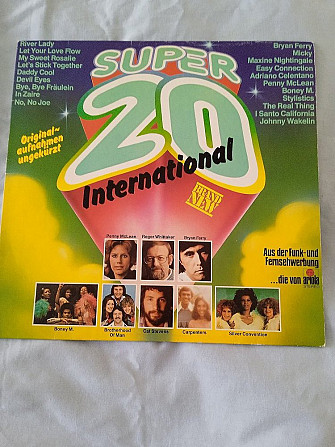 River Lady
Let Your Love Flow
My Sweet Rosalie
Let's Stick Together
Daddy Cool
Devil Eyes
Bye, Bye Fräulein
In Zaire
No, No Joe
SUPER
20
International
Bryan Ferry
Micky
Maxine Nightingale
Easy Connection
Adriano Celentano
Penny McLean
Boney M.
Stylistics
The Real Thing
I Santo California
Johnny Wakelin
Original-
aufnahmen
ungekürzt
BRAND
NEW
Penny McLean
Roger Whittaker
Bryan Ferry
Aus der Funk- und
Fernsehwerbung
...die von ariola
Boney M.
Brotherhood
Of Man
Cat Stevens
Carpenters
Silver Convention